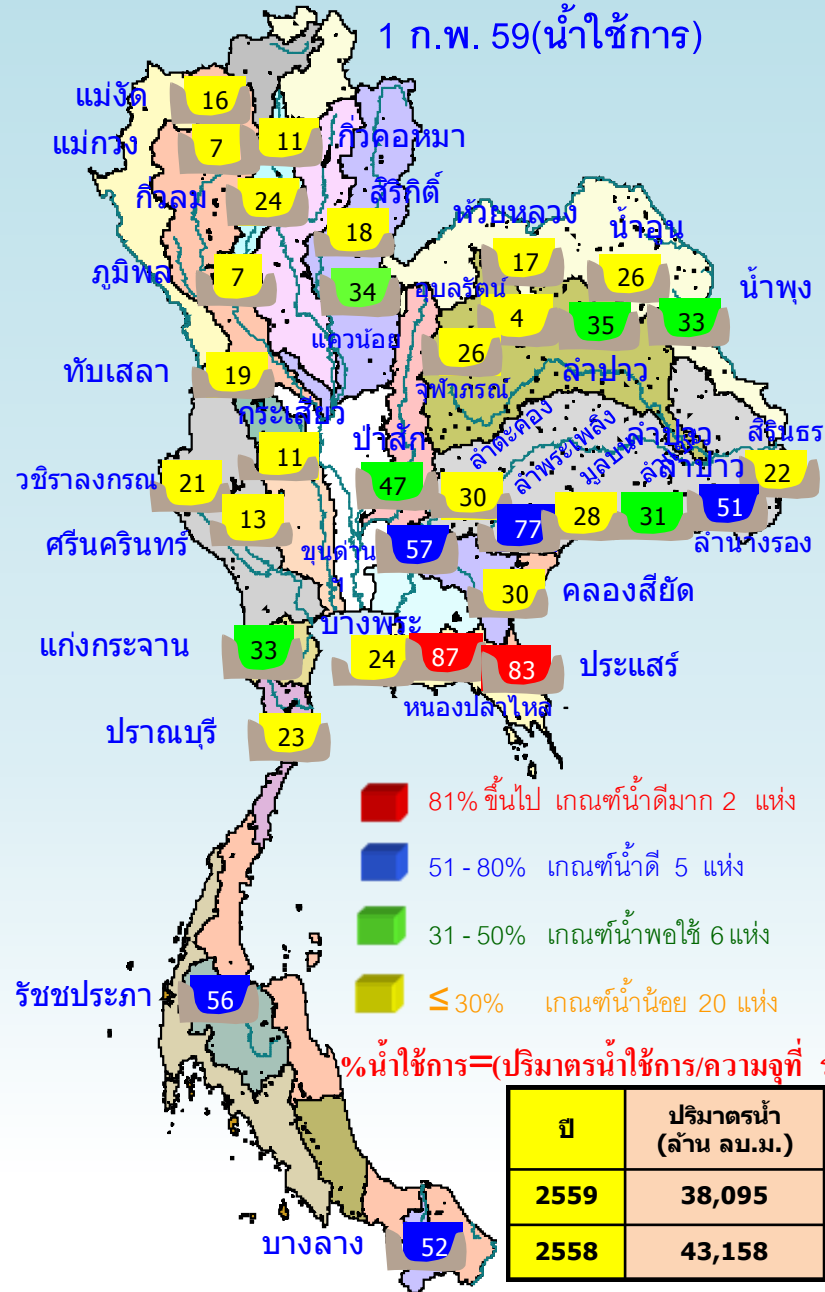 1 ก.พ. 59(น้ำใช้การ)
แม่งัด
16
แม่กวง
7
11
กิ่วคอหมา
กิ่วลม
24
สิริกิติ์
18
ห้วยหลวง
17
น้ำอูน
26
น้ำพุง
ภูมิพล
7
34
แควน้อย
อุบลรัตน์
4
35
33
26
จุฬาภรณ์
ลำปาว
ทับเสลา
19
กระเสียว
11
ป่าสัก
47
ลำตะคอง
30
ลำพระเพลิง
77
มูลบน
28
ลำปาว
ลำปาว
31
51
สิรินธร
22
ลำนางรอง
วชิราลงกรณ
21
13
ศรีนครินทร์
ขุนด่าน
ฯ
57
30
คลองสียัด
แก่งกระจาน
33
บางพระ
24
87
83
ประแสร์
หนองปลาไหล
ปราณบุรี
23
81% ขึ้นไป เกณฑ์น้ำดีมาก 2 แห่ง
51 - 80% เกณฑ์น้ำดี 5 แห่ง
31 - 50% เกณฑ์น้ำพอใช้ 6 แห่ง
≤ 30% เกณฑ์น้ำน้อย 20 แห่ง
รัชชประภา
56
%น้ำใช้การ=(ปริมาตรน้ำใช้การ/ความจุที่
ปี ปริมาตรน้ำ
(ล้าน ลบ.ม.)
2559 38,095
2558 43,158
บางลาง
52